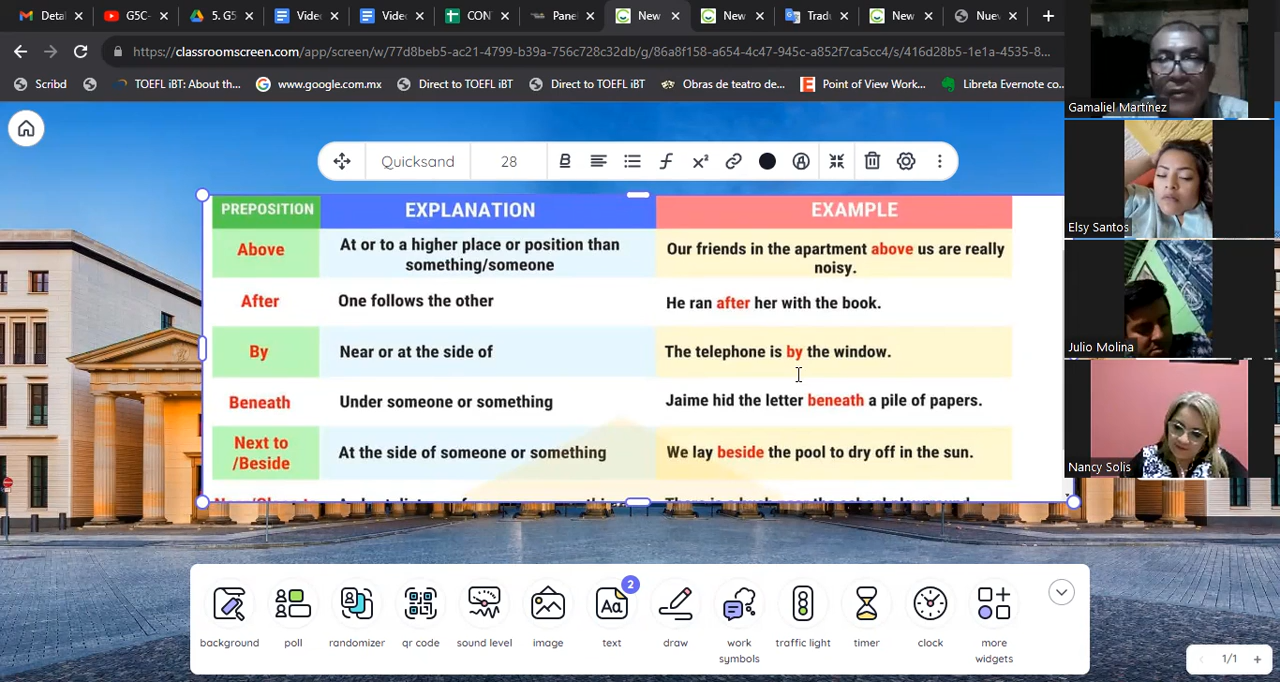 Detal
G5C-
5. G5
Video
Video
CON
Pane
New
New
Tradu
New
Nuev
https://classroomscreen.com/app/screen/w/77d8beb5-ac21-4799-b39a-756c728c32db/g/86a8f158-a654-4c47-945c-a852f7ca5cc4/s/416d28b5-1e1a-4535-8...
Scribd
TOEFL iBT: About th...
www.google.com.mx
Direct to TOEFL iBT
Direct to TOEFL iBT
Obras de teatro de...
Point of View Work...
Libreta Evernote co...
Gamaliel Martínez
Elsy Santos
Julio Molina
Nancy Solis
Quicksand 28
PREPOSITION EXPLANATION EXAMPLE
Above
At or to a higher place or position than
something/someone
Our friends in the apartment above us are really
noisy.
After
One follows the other
He ran after her with the book.
By
Near or at the side of
The telephone is by the window.
Beneath
Under someone or something
Jaime hid the letter beneath a pile of papers.
Next to
/Beside
At the side of someone or something
We lay beside the pool to dry off in the sun.
2
background
poll
randomizer
qr code
sound level
image
text
draw
work
symbols
traffic light
timer
clock
more
widgets
1/1